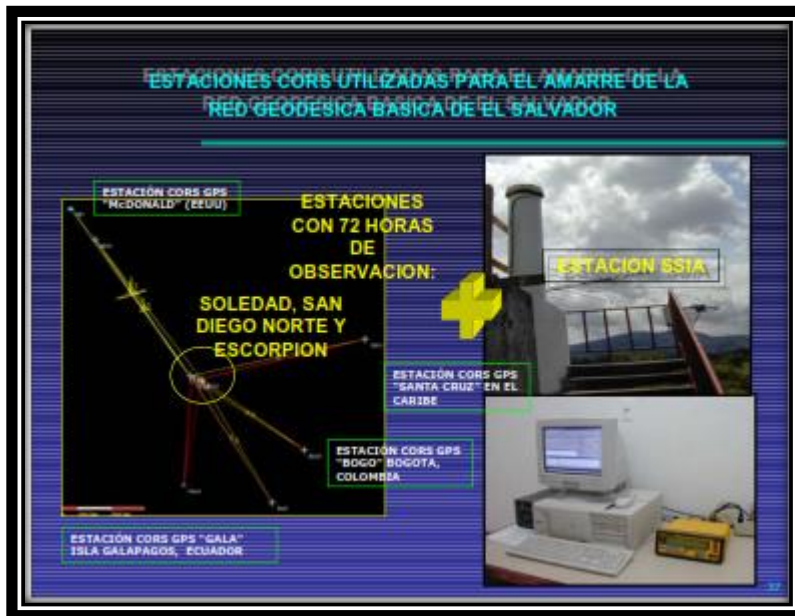 ESTACIONES CORS UTILIZADAS PARA EL AMARRE DE LA
RED GEODESICA BASICA DE EL SALVADOR
ESTACIÓN CORS GPS
"McDONALD" (EEUU)
ESTACIONES
CON 72 HORAS
DE
OBSERVACION:
SOLEDAD, SAN
DIEGO NORTE Y
ESCORPION
ESTACION SSIA
ESTACIÓN CORS GPS
"SANTA CRUZ" EN EL
CARIBE
ESTACIÓN CORS GPS
"BOGO" BOGOTA,
COLOMBIA
ESTACIÓN CORS GPS "GALA"
ISLA GALAPAGOS, ECUADOR
37